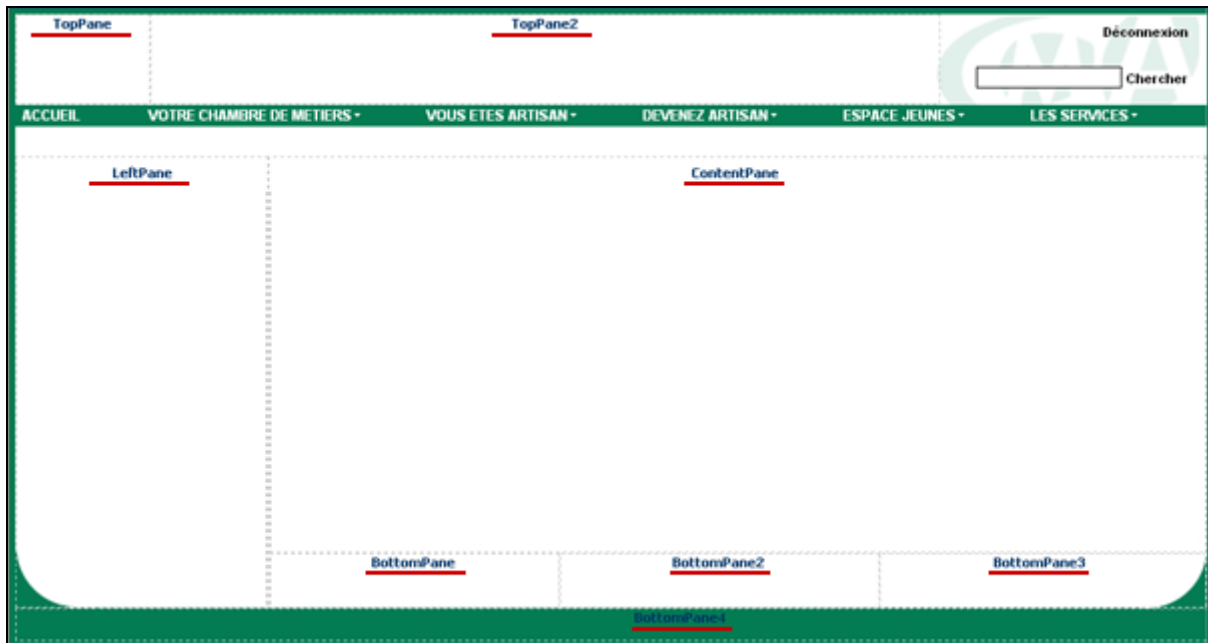 TopPane TopPane2 Déconnexion
Chercher
ACCUEIL VOTRE CHAMBRE DE METIERS VOUS ETES ARTISAN DEVENEZ ARTISAN ESPACE JEUNES LES SERVICES
LeftPane ContentPane
BottomPane BottomPane2 BottomPane3
BottomPane4